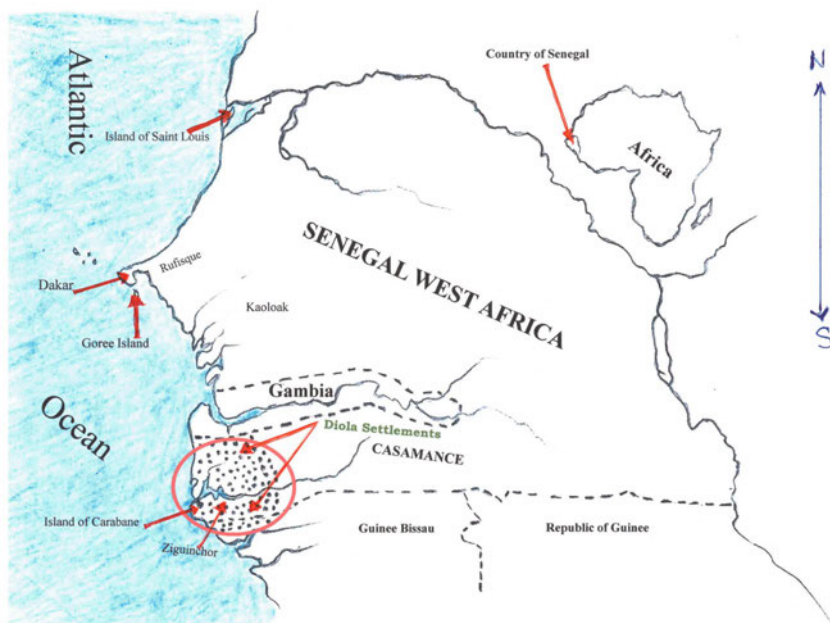 Atlantic
Country of Senegal
N
Island of Saint Louis
Africa
SENEGAL WEST AFRICA
Rufisque
Dakar
Kaoloak
Goree Island
S
Gambia
Ocean
Diola Settlements
CASAMANCE
Island of Carabane
Guinee Bissau
Republic of Guinee
Ziguinchor